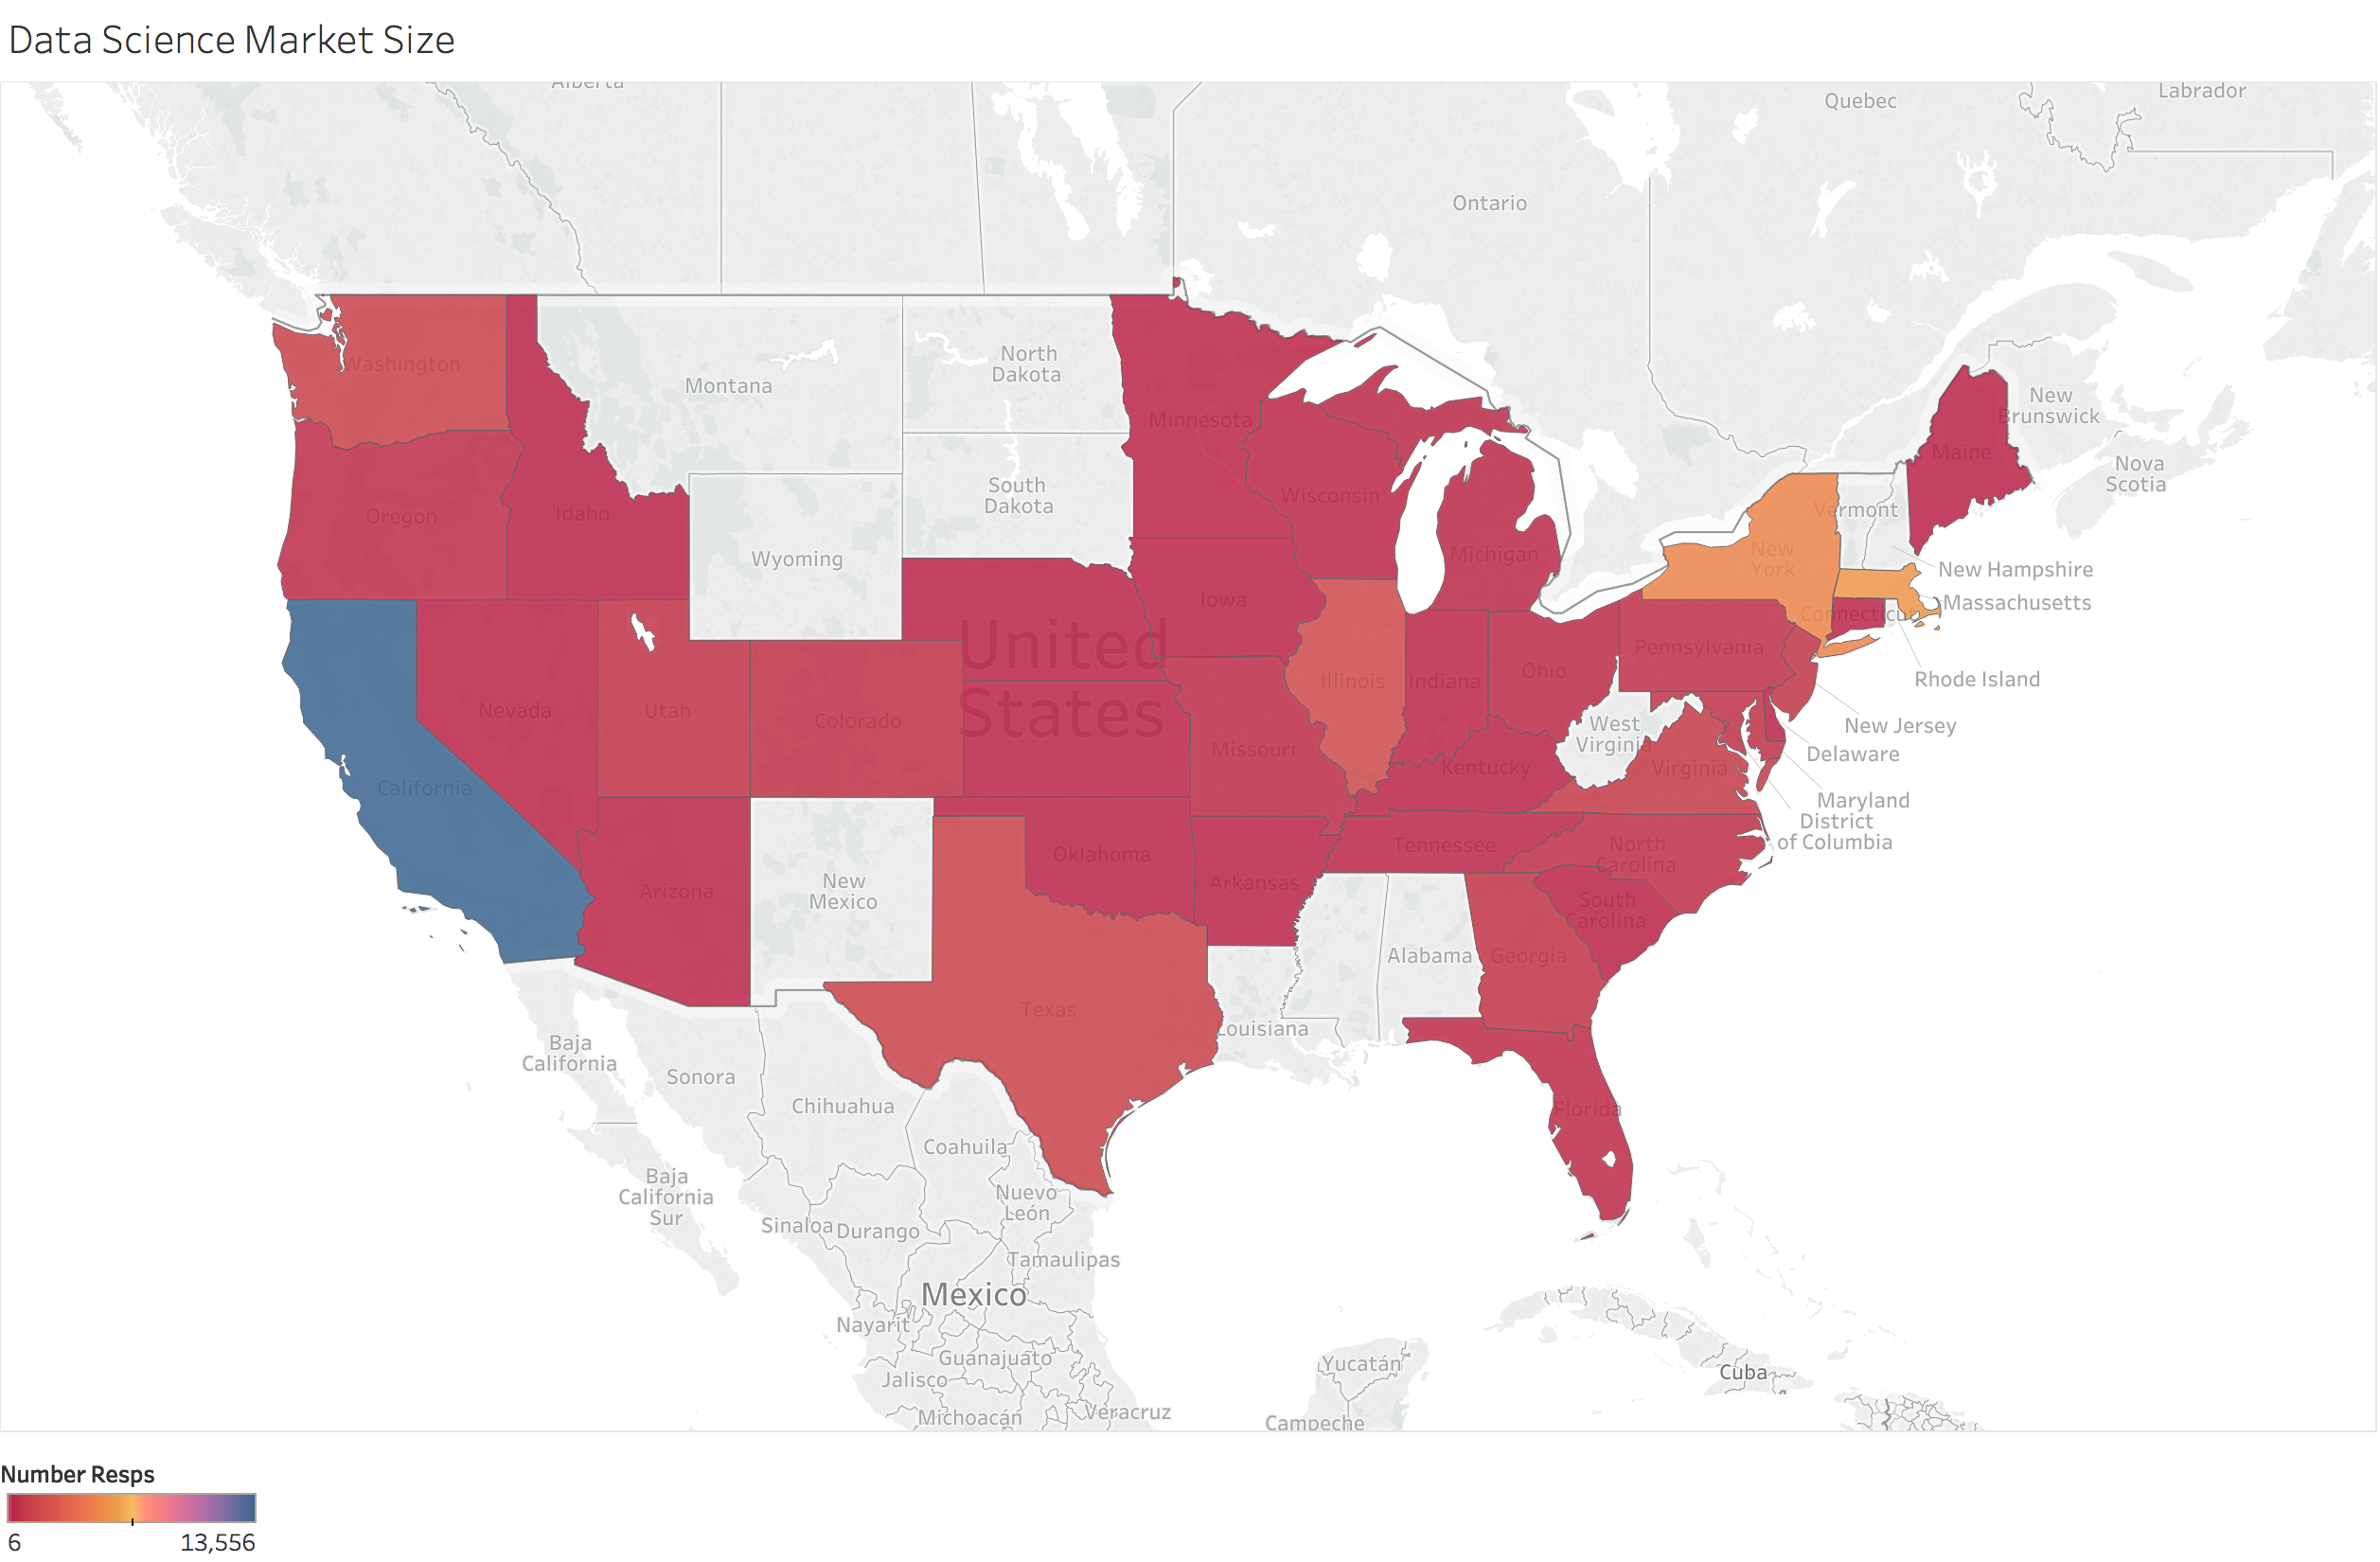 Data Science Market Size
Alberta
Quebec
Labrador
Ontario
Washington
Montana
North
Dakota
Minnesota
New
Brunswick
Maine
Nova
Scotia
Oregon
Idaho
South
Dakota
Wisconsin
Vermont
Wyoming
Michigan
New
York
New Hampshire
Massachusetts
Iowa
Connecticut
United
States
Pennsylvania
Ohio
Illinois
Indiana
Rhode Island
Nevada
Utah
Colorado
West
Virginia
New Jersey
Missouri
Delaware
Kentucky
Virginia
California
Maryland
District
of Columbia
Tennessee
North
Carolina
Oklahoma
Arkansas
Arizona
New
Mexico
South
Carolina
Alabama
Georgia
Texas
Louisiana
Baja
California
Sonora
Chihuahua
Florida
Coahuila
Baja
California
Sur
Nuevo
León
Sinaloa
Durango
Tamaulipas
Mexico
Nayarit
Guanajuato
Yucatán
Cuba
Jalisco
Michoacán
Veracruz
Campeche
Number Resps
6
13,556